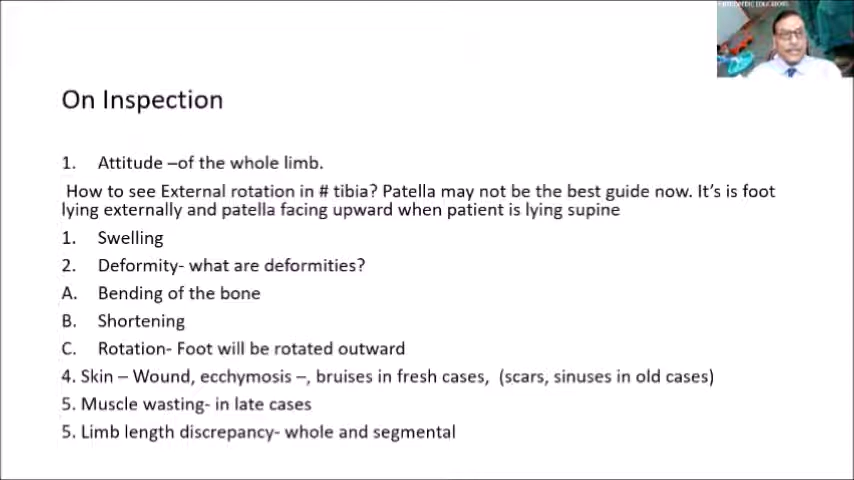 ORTHOPAEDIC EDUCATORS
On Inspection
1. Attitude –of the whole limb.
How to see External rotation in # tibia? Patella may not be the best guide now. It's is foot
lying externally and patella facing upward when patient is lying supine
1. Swelling
2. Deformity- what are deformities?
A. Bending of the bone
B. Shortening
C. Rotation- Foot will be rotated outward
4. Skin – Wound, ecchymosis –, bruises in fresh cases, (scars, sinuses in old cases)
5. Muscle wasting- in late cases
5. Limb length discrepancy- whole and segmental